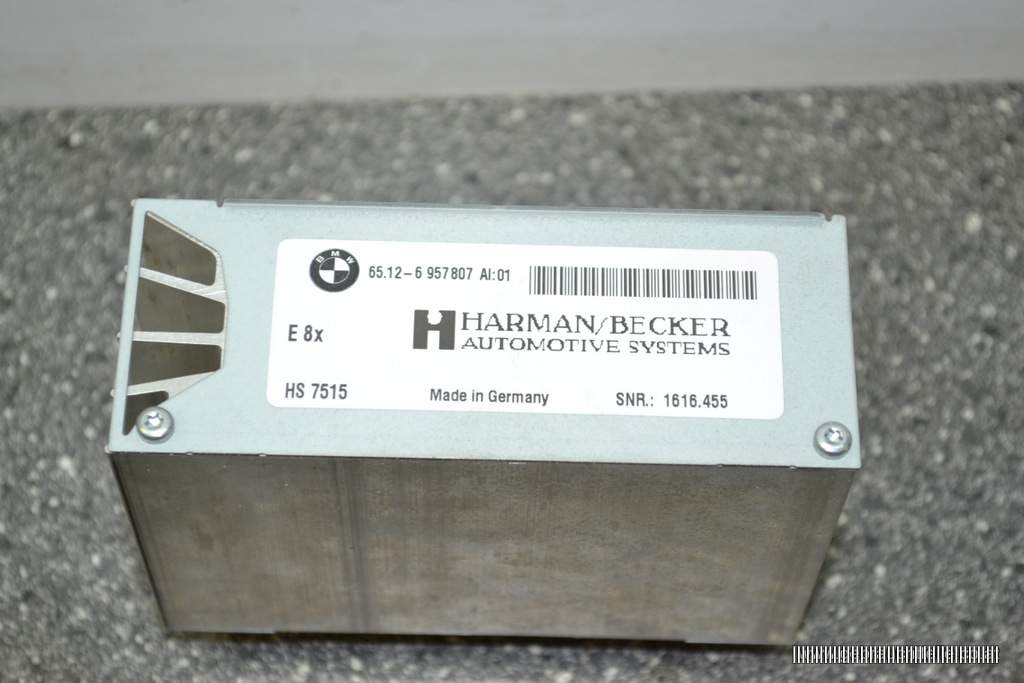 BMW
65.12-6 957807 AI:01
E 8x
HARMAN/BECKER
AUTOMOTIVE SYSTEMS
HS 7515
Made in Germany
SNR.: 1616.455